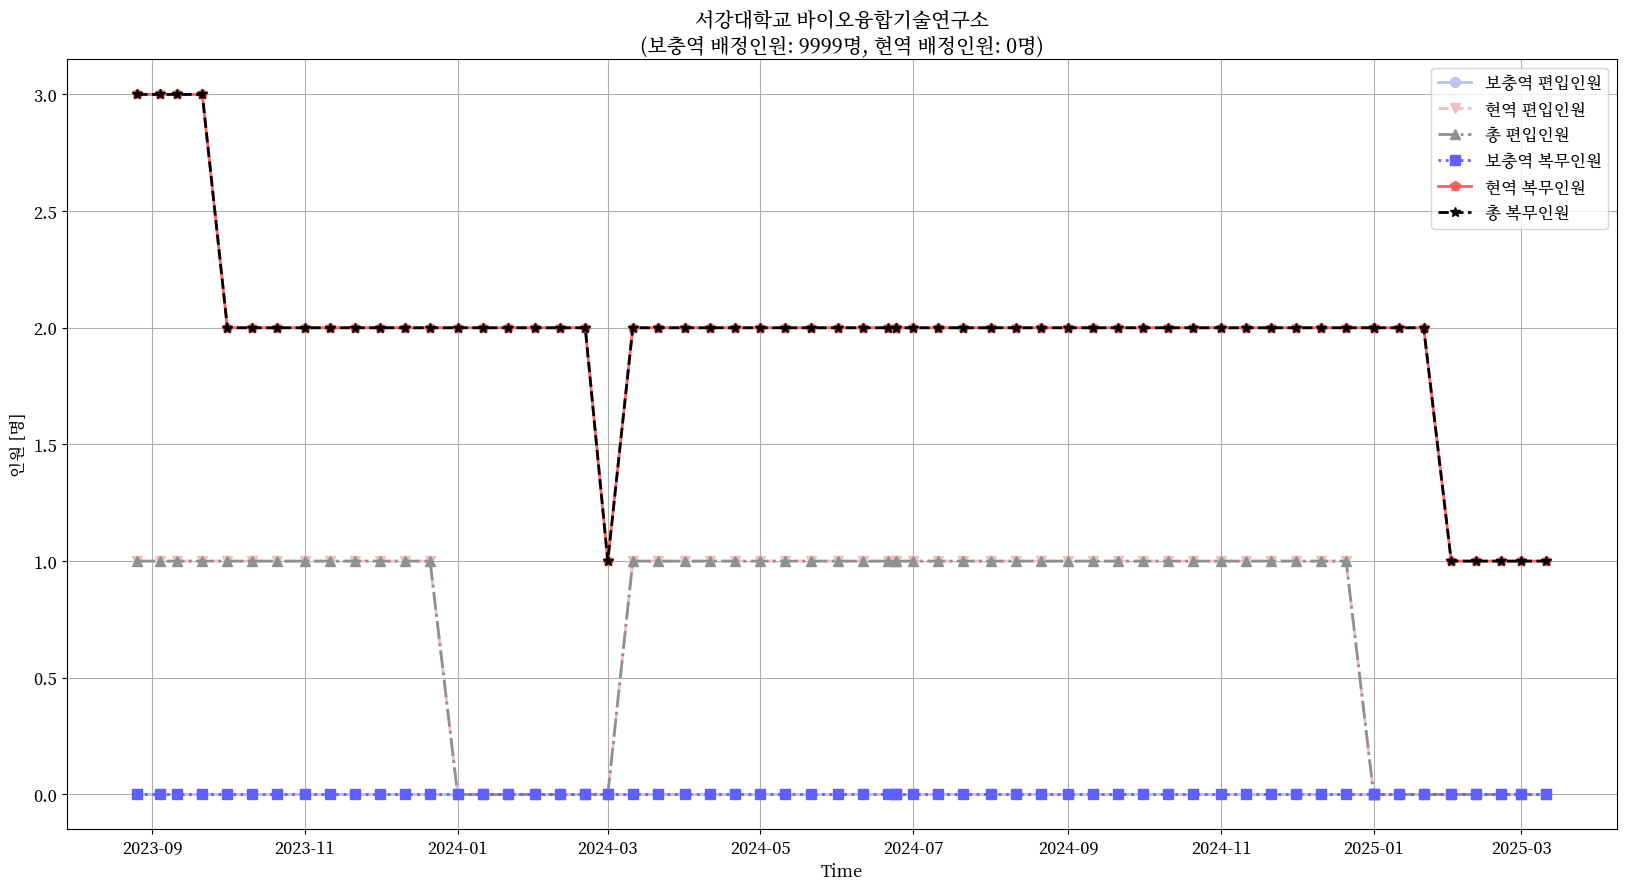 서강대학교 바이오융합기술연구소
(보충역 배정인원: 9999명, 현역 배정인원: 0명)
보충역 편입인원
현역 편입인원
총 편입인원
보충역 복무인원
현역 복무인원
총 복무인원
인원 [명]
3.0
2.5
2.0
1.5
1.0
0.5
0.0
2023-09
2023-11
2024-01
2024-03
2024-05
2024-07
2024-09
2024-11
2025-01
2025-03
Time